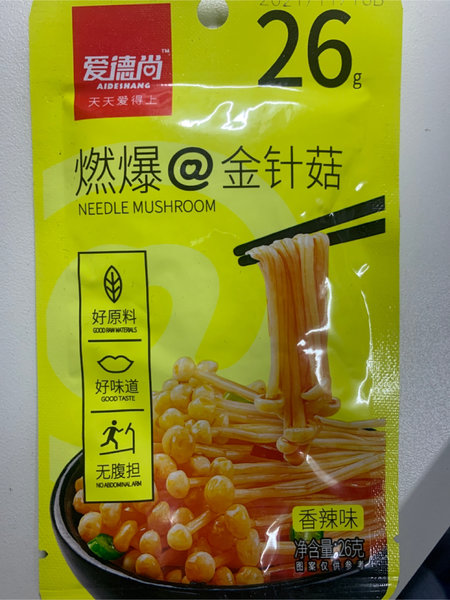 爱德尚™
AIDESHANG
天天爱得上
26g
燃爆@金针菇
NEEDLE MUSHROOM
好原料
GOOD RAW MATERIALS
好味道
GOOD TASTE
无腹担
NO ABDOMINAL ARM
香辣味
净含量:26克
图案仅供参考